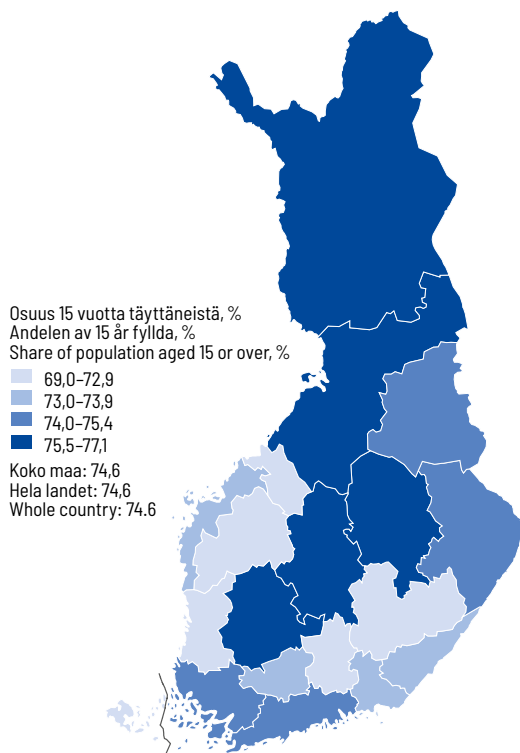 Osuus 15 vuotta täyttäneistä, %
Andelen av 15 år fyllda, %
Share of population aged 15 or over, %
69,0–72,9
73,0–73,9
74,0–75,4
75,5–77,1
Koko maa: 74,6
Hela landet: 74,6
Whole country: 74.6